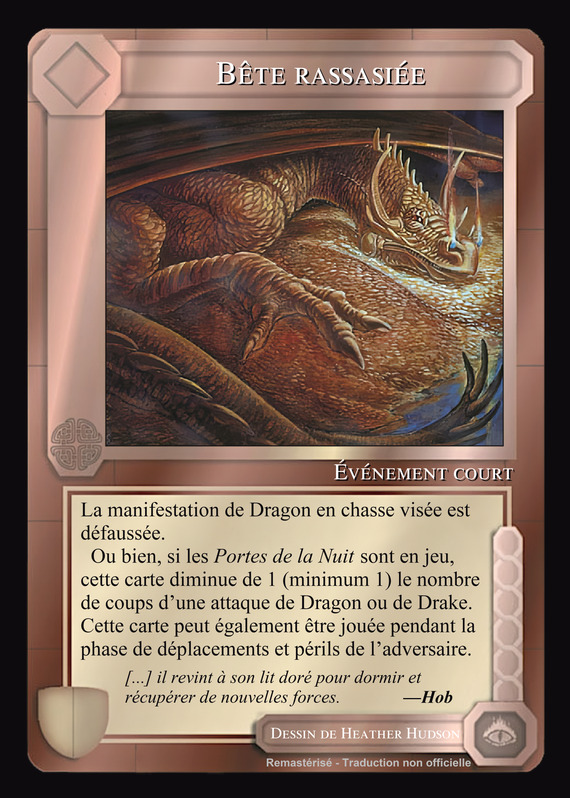 Bête rassasiée
Événement court
La manifestation de Dragon en chasse visée est
défaussée.
Ou bien, si les Portes de la Nuit sont en jeu,
cette carte diminue de 1 (minimum 1) le nombre
de coups d’une attaque de Dragon ou de Drake.
Cette carte peut également être jouée pendant la
phase de déplacements et périls de l’adversaire.
[...] il revint à son lit doré pour dormir et
récupérer de nouvelles forces. —Hob
Dessin de Heather Hudson
Remastérisé - Traduction non officielle